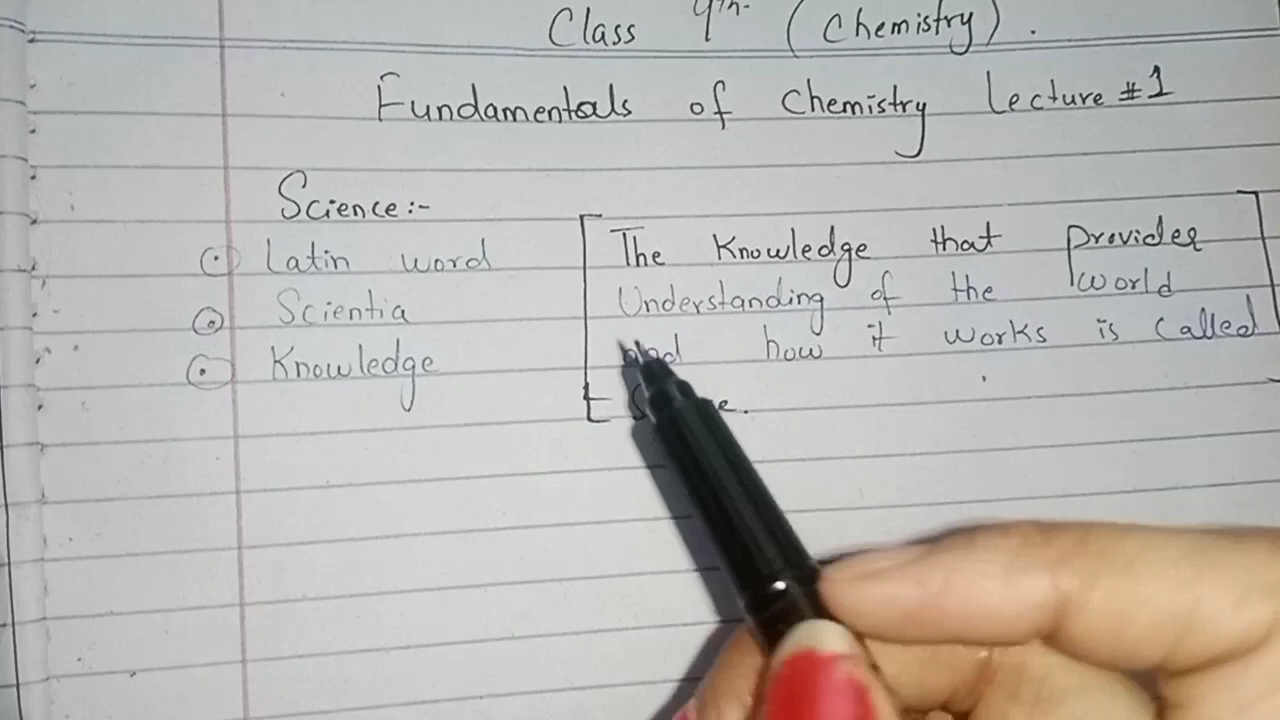 Class 9th. (Chemistry).
Fundamentals of Chemistry Lecture #1
Science:-
Latin word
Scientia
Knowledge
The Knowledge that provides
Understanding of the world
and how it works is called